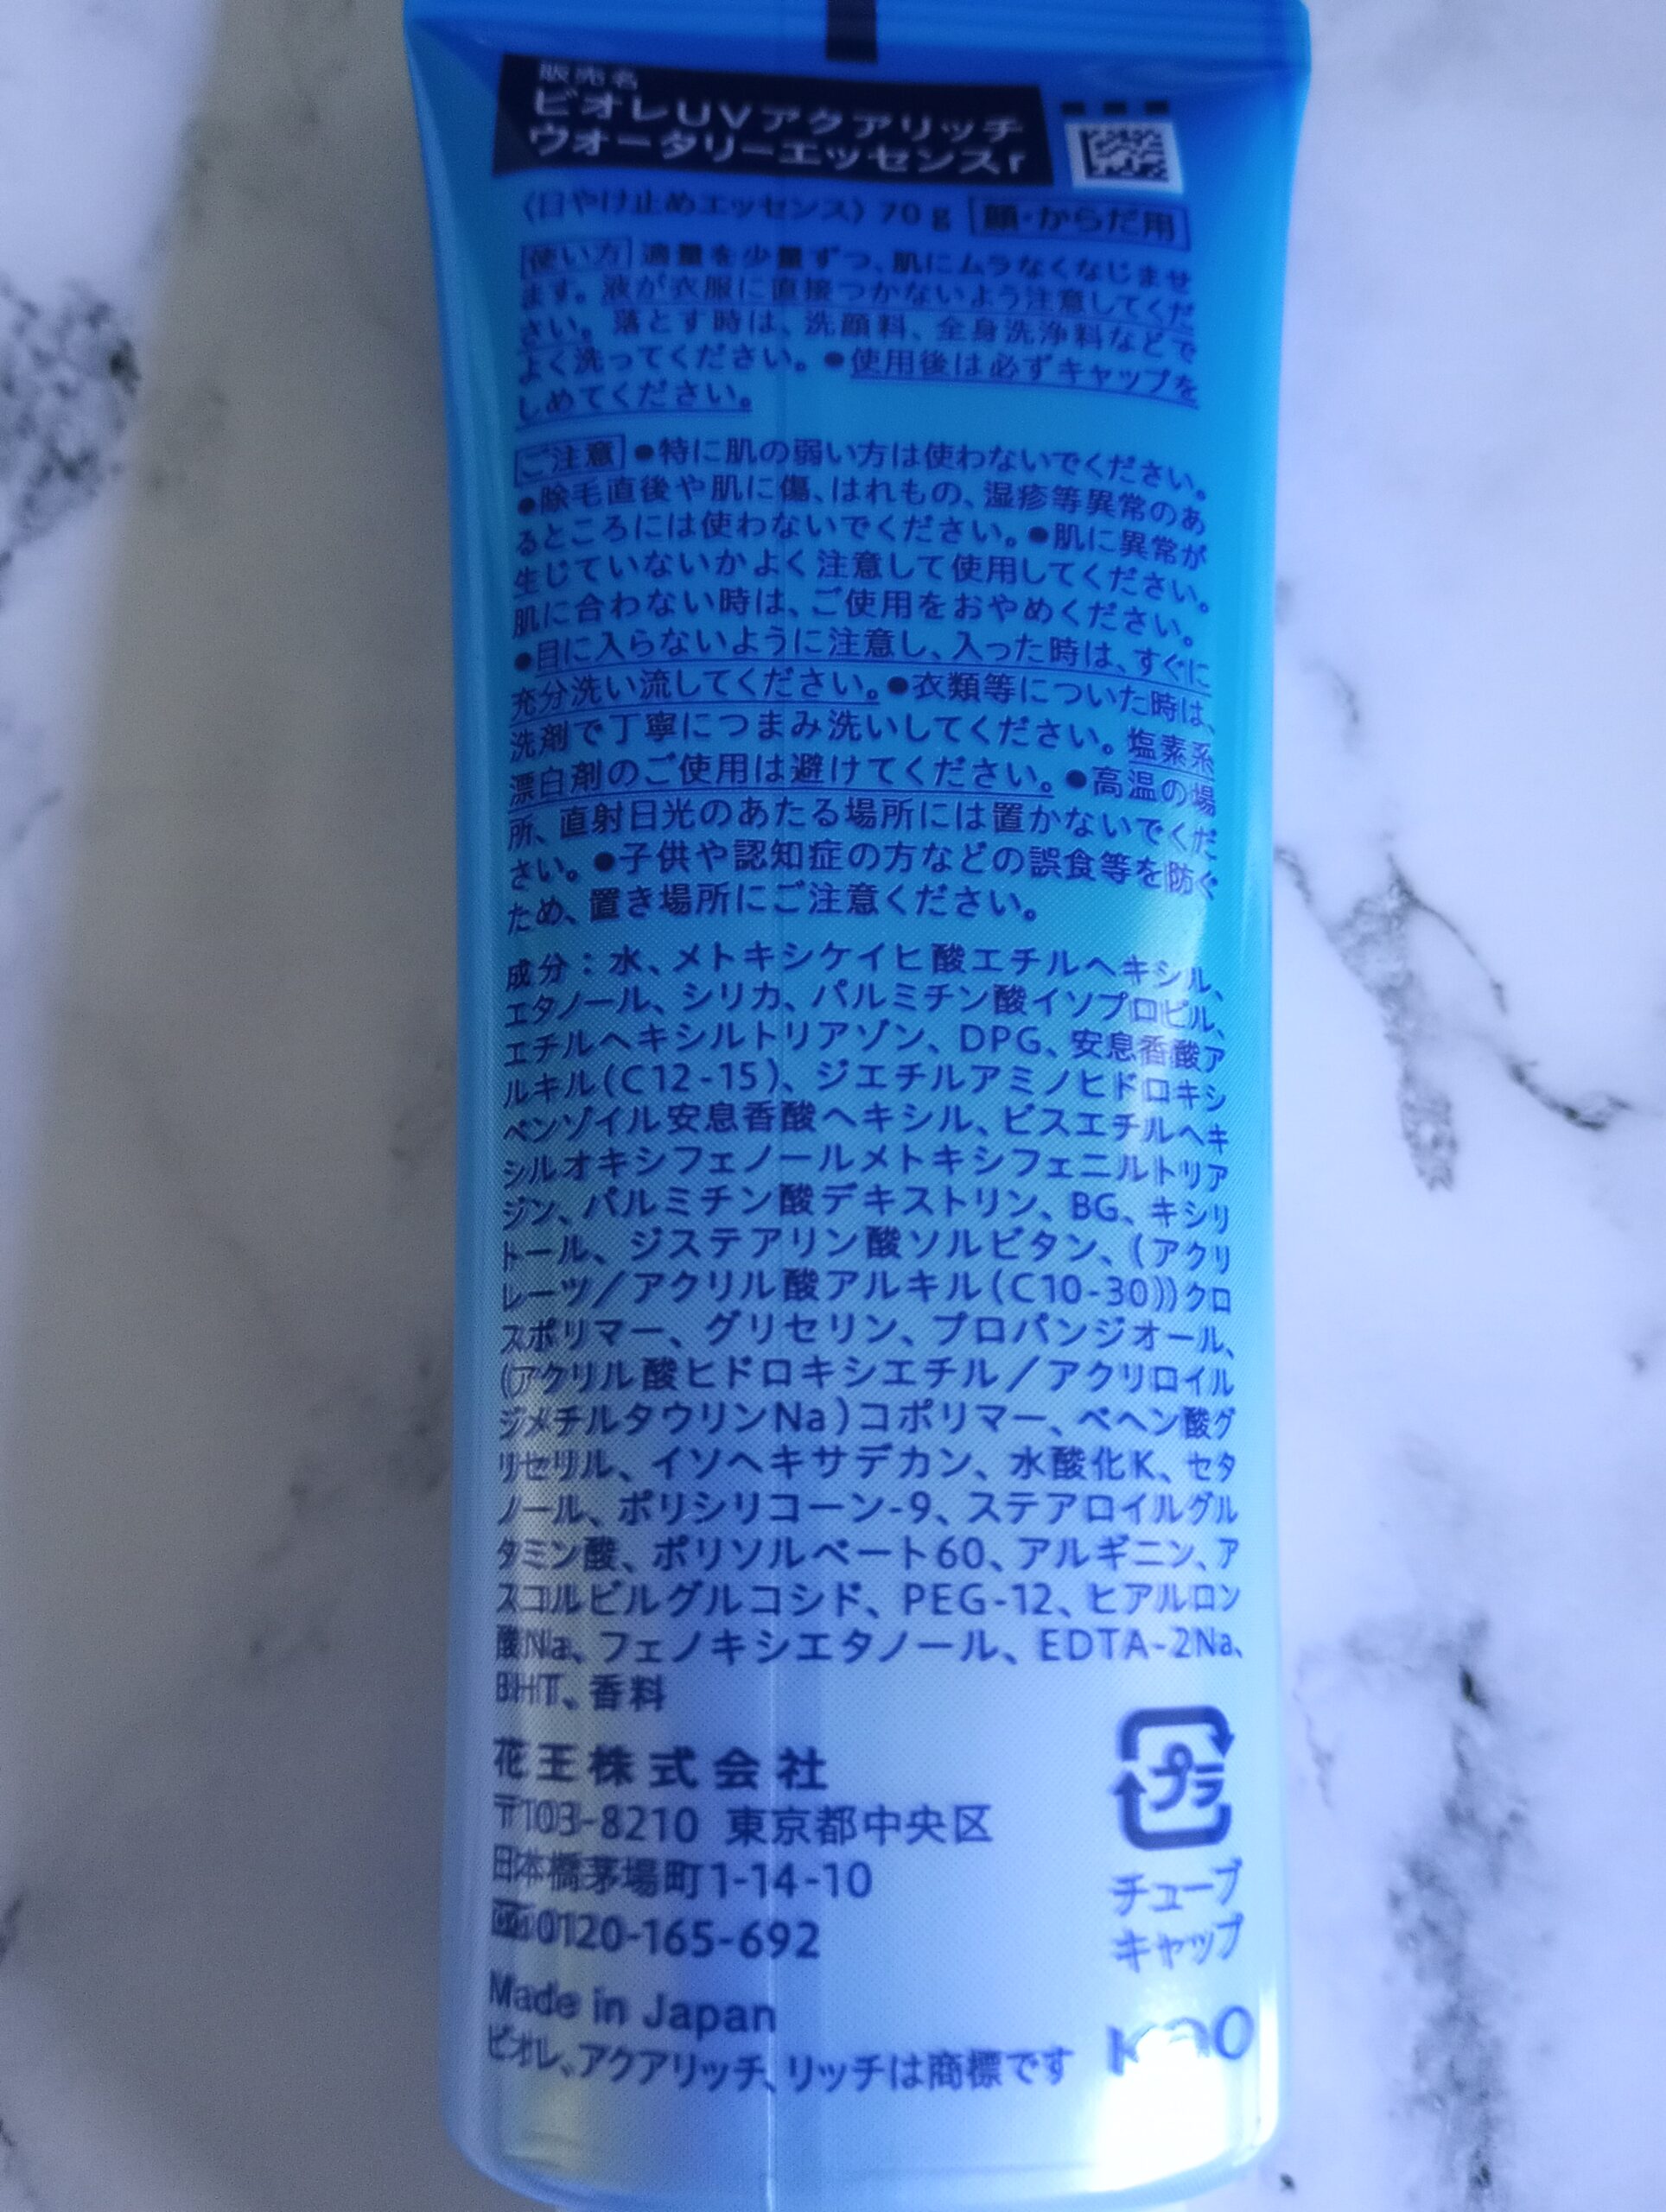 販売名
ビオレUVアクアリッチ
ウオータリーエッセンスr
〈日やけ止めエッセンス〉70g 顔・からだ用
使い方 適量を少量ずつ、肌にムラなくなじませ
ます。液が衣服に直接つかないよう注意してくだ
さい。落とす時は、洗顔料、全身洗浄料などで
よく洗ってください。●使用後は必ずキャップを
しめてください。
ご注意 ●特に肌の弱い方は使わないでください。
●除毛直後や肌に傷、はれもの、湿疹等異常のあ
るところには使わないでください。●肌に異常が
生じていないかよく注意して使用してください。
肌に合わない時は、ご使用をおやめください。
●目に入らないように注意し、入った時は、すぐに
充分洗い流してください。●衣類等についた時は、
洗剤で丁寧につまみ洗いしてください。塩素系
漂白剤のご使用は避けてください。●高温の場
所、直射日光のあたる場所には置かないでくだ
さい。●子供や認知症の方などの誤食等を防ぐ
ため、置き場所にご注意ください。
成分：水、メトキシケイヒ酸エチルヘキシル、
エタノール、シリカ、パルミチン酸イソプロピル、
エチルヘキシルトリアゾン、DPG、安息香酸ア
ルキル(C12-15)、ジエチルアミノヒドロキシ
ベンゾイル安息香酸ヘキシル、ビスエチルヘキ
シルオキシフェノールメトキシフェニルトリア
ジン、パルミチン酸デキストリン、BG、キシリ
トール、ジステアリン酸ソルビタン、(アクリ
レーツ／アクリル酸アルキル(C10-30))クロ
スポリマー、グリセリン、プロパンジオール、
(アクリル酸ヒドロキシエチル／アクリロイル
ジメチルタウリンNa)コポリマー、ベヘン酸グ
リセリル、イソヘキサデカン、水酸化K、セタ
ノール、ポリシリコーン-9、ステアロイルグル
タミン酸、ポリソルベート60、アルギニン、ア
スコルビルグルコシド、PEG-12、ヒアルロン
酸Na、フェノキシエタノール、EDTA-2Na、
BHT、香料
花王株式会社
〒103-8210 東京都中央区
日本橋茅場町1-14-10
0120-165-692
プラ
チューブ
キャップ
Made in Japan
ビオレ、アクアリッチ、リッチは商標です
Kao